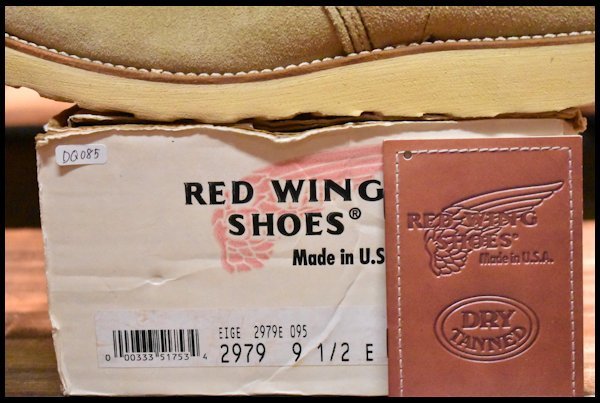 DQ085
RED WING
SHOES®
Made in U.S
EIGE 2979E 095
2979 9 1/2 E
0 00333 51753 4
RED WING
SHOES®
Made in U.S.A.
DRY
TANNED